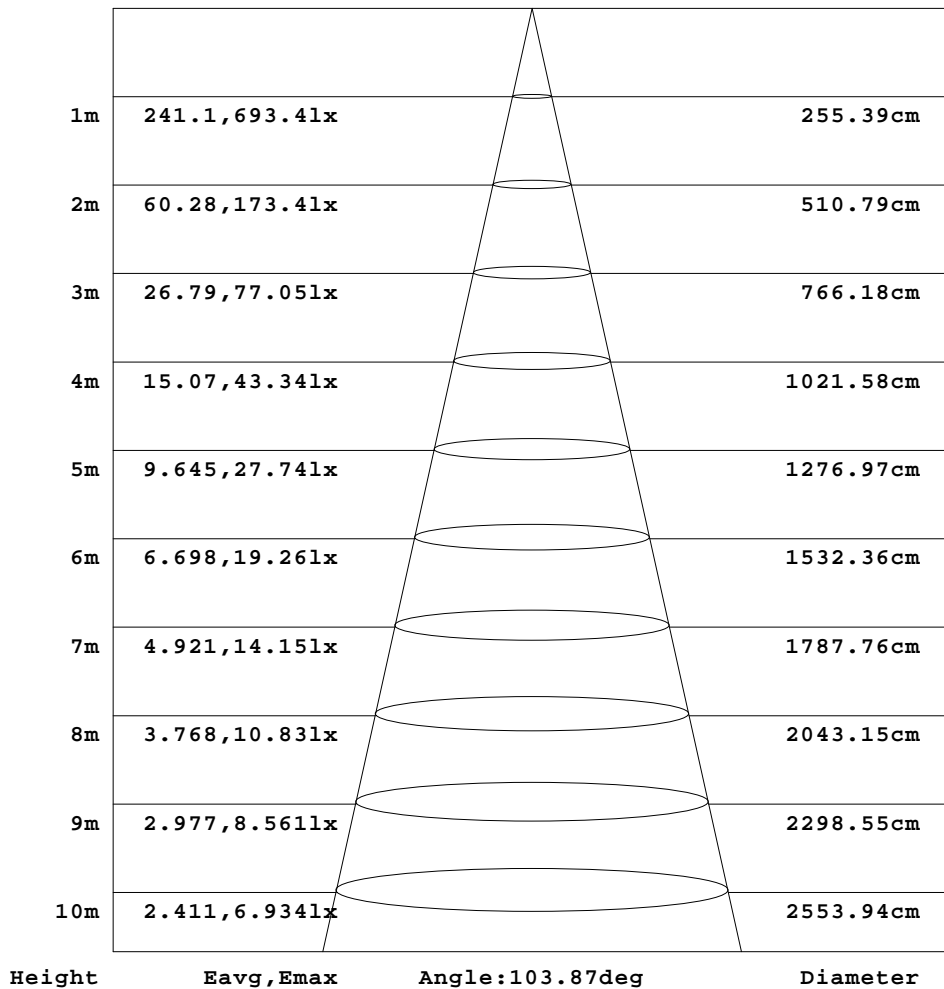 1m 241.1,693.4lx 255.39cm
2m 60.28,173.4lx 510.79cm
3m 26.79,77.05lx 766.18cm
4m 15.07,43.34lx 1021.58cm
5m 9.645,27.74lx 1276.97cm
6m 6.698,19.26lx 1532.36cm
7m 4.921,14.15lx 1787.76cm
8m 3.768,10.83lx 2043.15cm
9m 2.977,8.561lx 2298.55cm
10m 2.411,6.934lx 2553.94cm
Height Eavg,Emax Angle:103.87deg Diameter